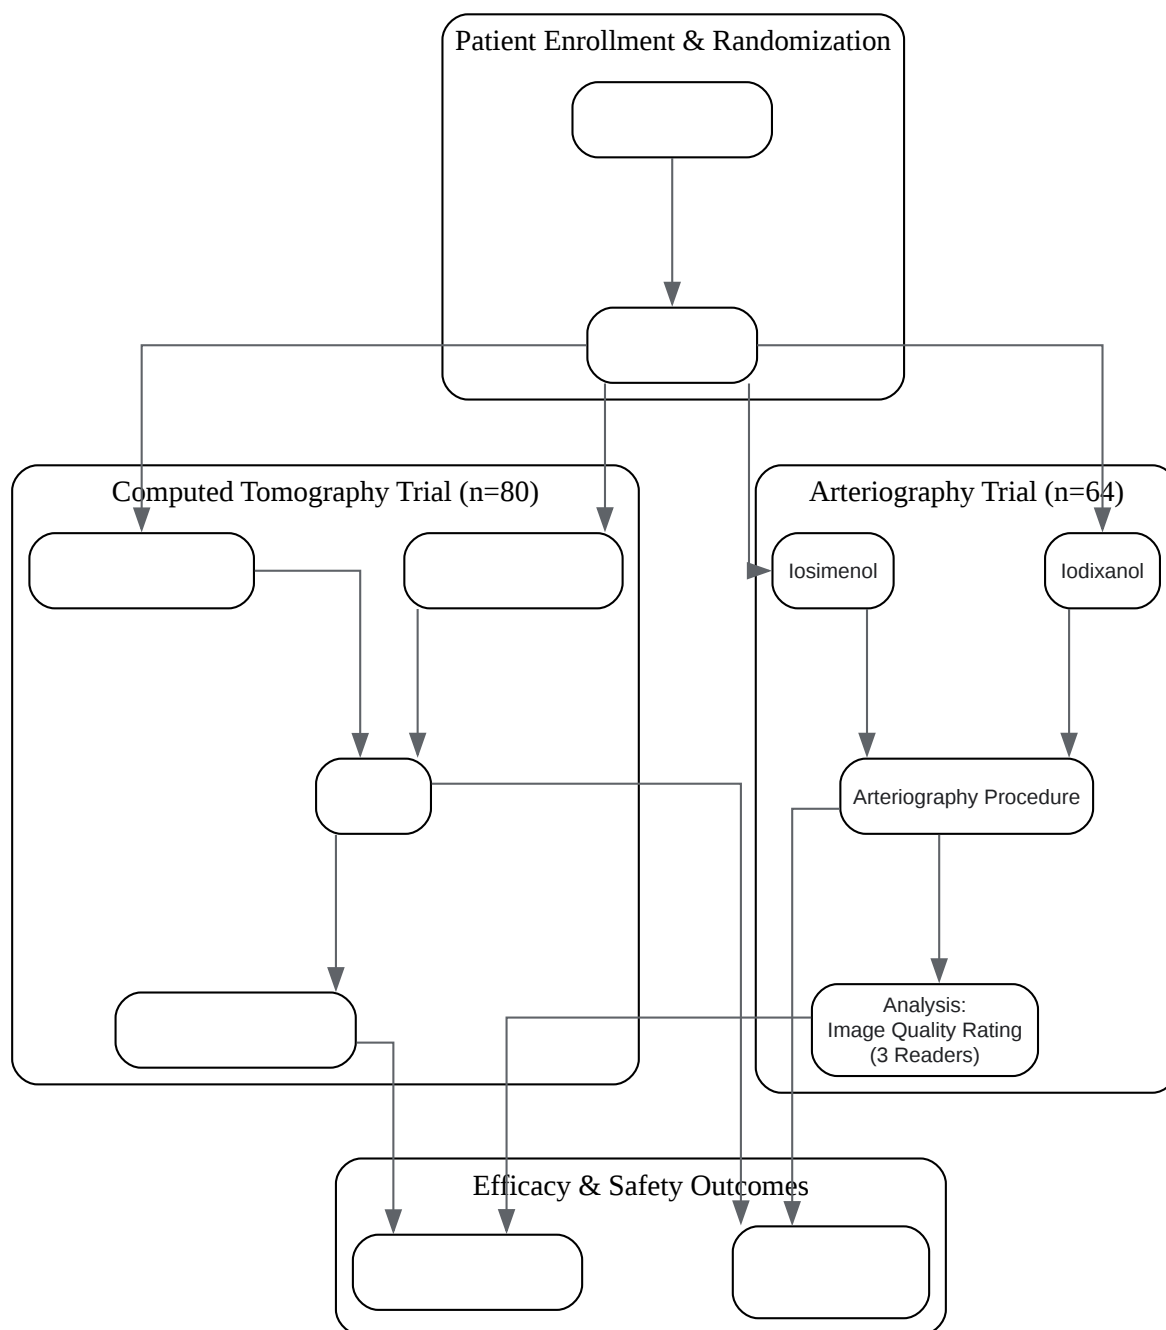 Patient Enrollment & Randomization
Computed Tomography Trial (n=80)
Arteriography Trial (n=64)
Iosimenol
Iodixanol
Arteriography Procedure
Analysis:
Image Quality Rating
(3 Readers)
Efficacy & Safety Outcomes